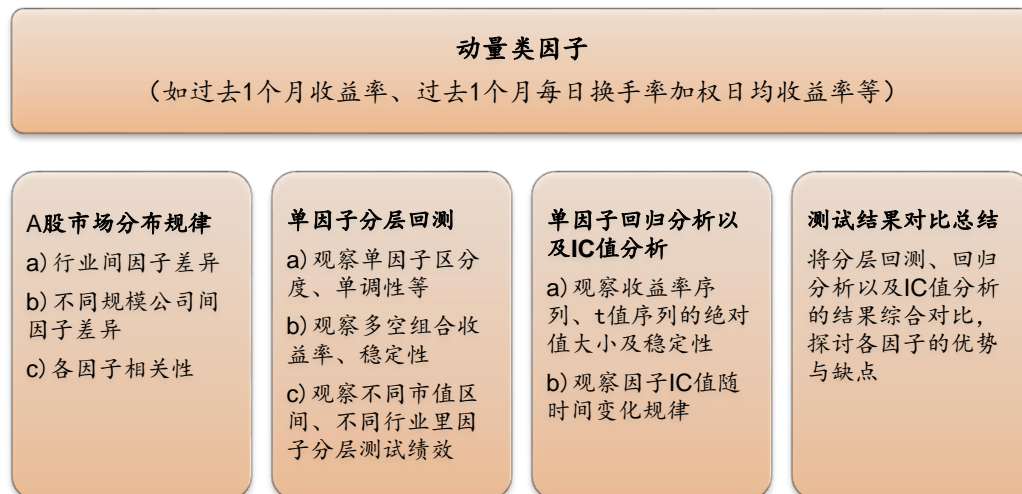 动量类因子
（如过去1个月收益率、过去1个月每日换手率加权日均收益率等）
A股市场分布规律
a)行业间因子差异
b)不同规模公司间
因子差异
c)各因子相关性
单因子分层回测
a)观察单因子区分
度、单调性等
b)观察多空组合收
益率、稳定性
c)观察不同市值区
间、不同行业里因
子分层测试绩效
单因子回归分析以
及IC值分析
a)观察收益率序
列、t值序列的绝对
值大小及稳定性
b)观察因子IC值随
时间变化规律
测试结果对比总结
将分层回测、回归
分析以及IC值分析
的结果综合对比，
探讨各因子的优势
与缺点